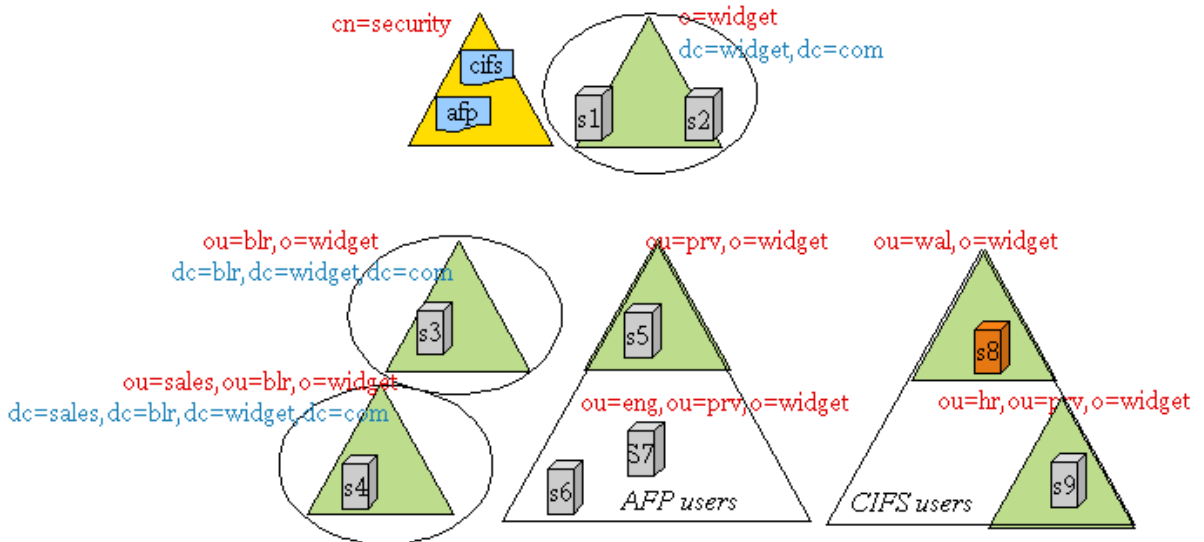 cn=security
o=widget
dc=widget,dc=com
cifs
afp
s1
s2
ou=blr,o=widget
dc=blr,dc=widget,dc=com
s3
ou=prv,o=widget
s5
ou=wal,o=widget
s8
ou=sales,ou=blr,o=widget
dc=sales,dc=blr,dc=widget,dc=com
s4
ou=eng,ou=prv,o=widget
S7
s6
AFP users
ou=hr,ou=prv,o=widget
s9
CIFS users